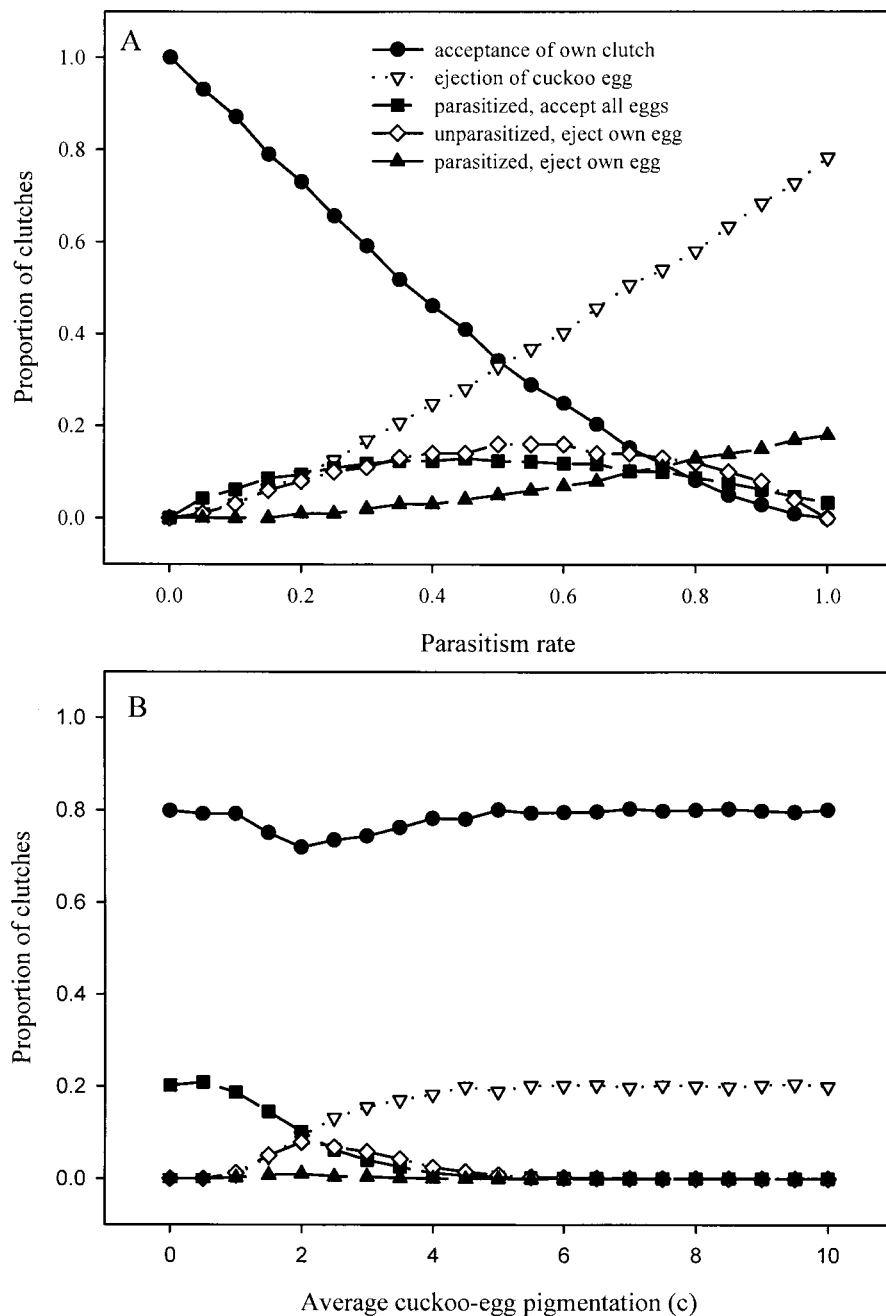 A
acceptance of own clutch
ejection of cuckoo egg
parasitized, accept all eggs
unparasitized, eject own egg
parasitized, eject own egg
1.0
0.8
0.6
0.4
0.2
0.0
Proportion of clutches
0.0 0.2 0.4 0.6 0.8 1.0
Parasitism rate
B
1.0
0.8
0.6
0.4
0.2
0.0
Proportion of clutches
0 2 4 6 8 10
Average cuckoo-egg pigmentation (c)